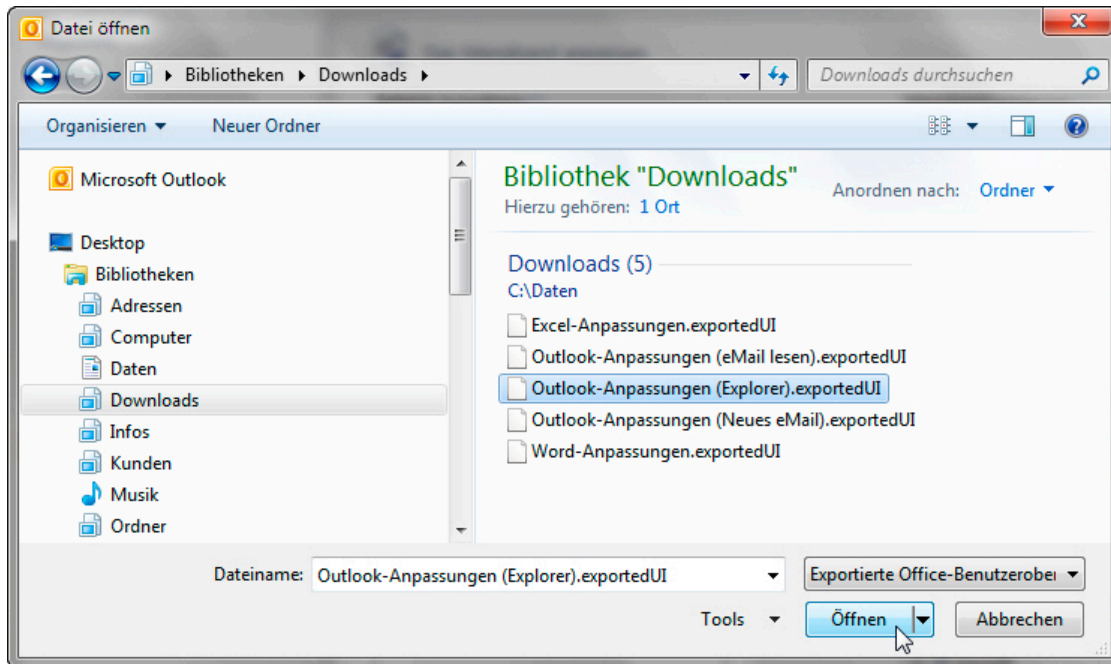 Datei öffnen
Bibliotheken Downloads
Downloads durchsuchen
Organisieren Neuer Ordner
Microsoft Outlook
Desktop
Bibliotheken
Adressen
Computer
Daten
Downloads
Infos
Kunden
Musik
Ordner
Bibliothek "Downloads"
Hierzu gehören: 1 Ort
Anordnen nach: Ordner
Downloads (5)
C:\Daten
Excel-Anpassungen.exportedUI
Outlook-Anpassungen (eMail lesen).exportedUI
Outlook-Anpassungen (Explorer).exportedUI
Outlook-Anpassungen (Neues eMail).exportedUI
Word-Anpassungen.exportedUI
Dateiname: Outlook-Anpassungen (Explorer).exportedUI
Exportierte Office-Benutzerober
Tools Öffnen Abbrechen